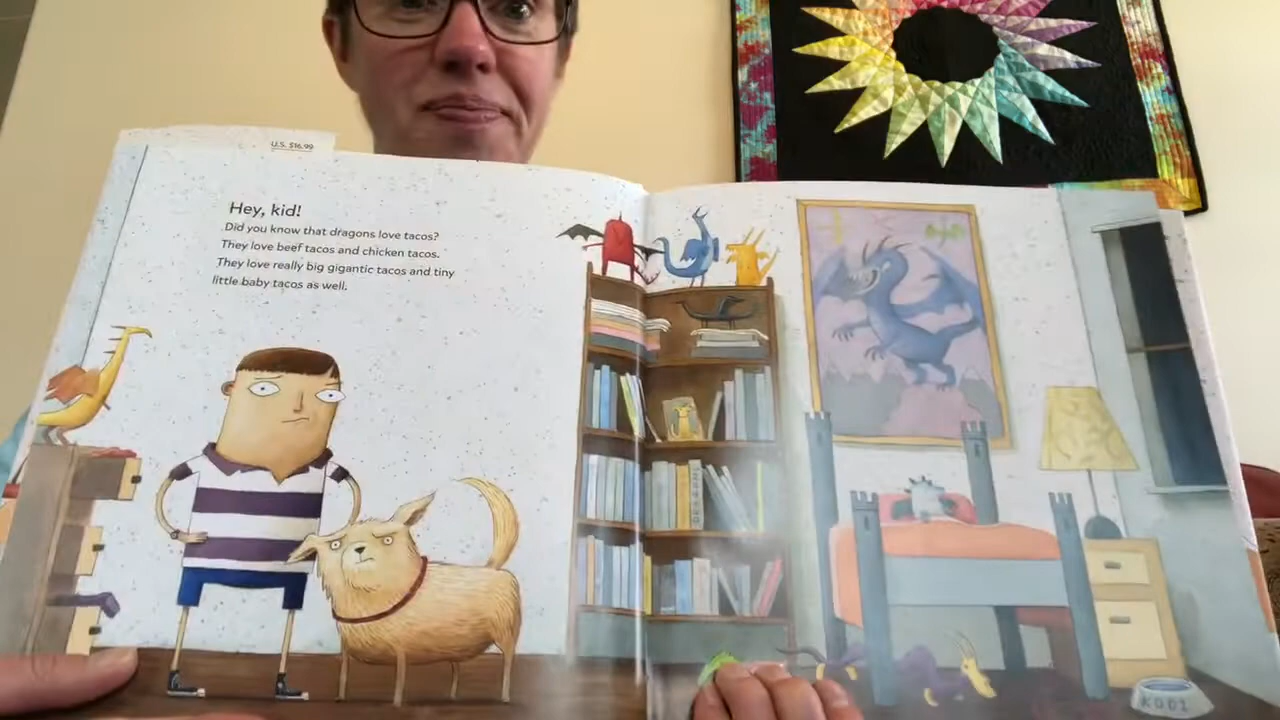 U.S. $16.99
Hey, kid!
Did you know that dragons love tacos?
They love beef tacos and chicken tacos.
They love really big gigantic tacos and tiny
little baby tacos as well.